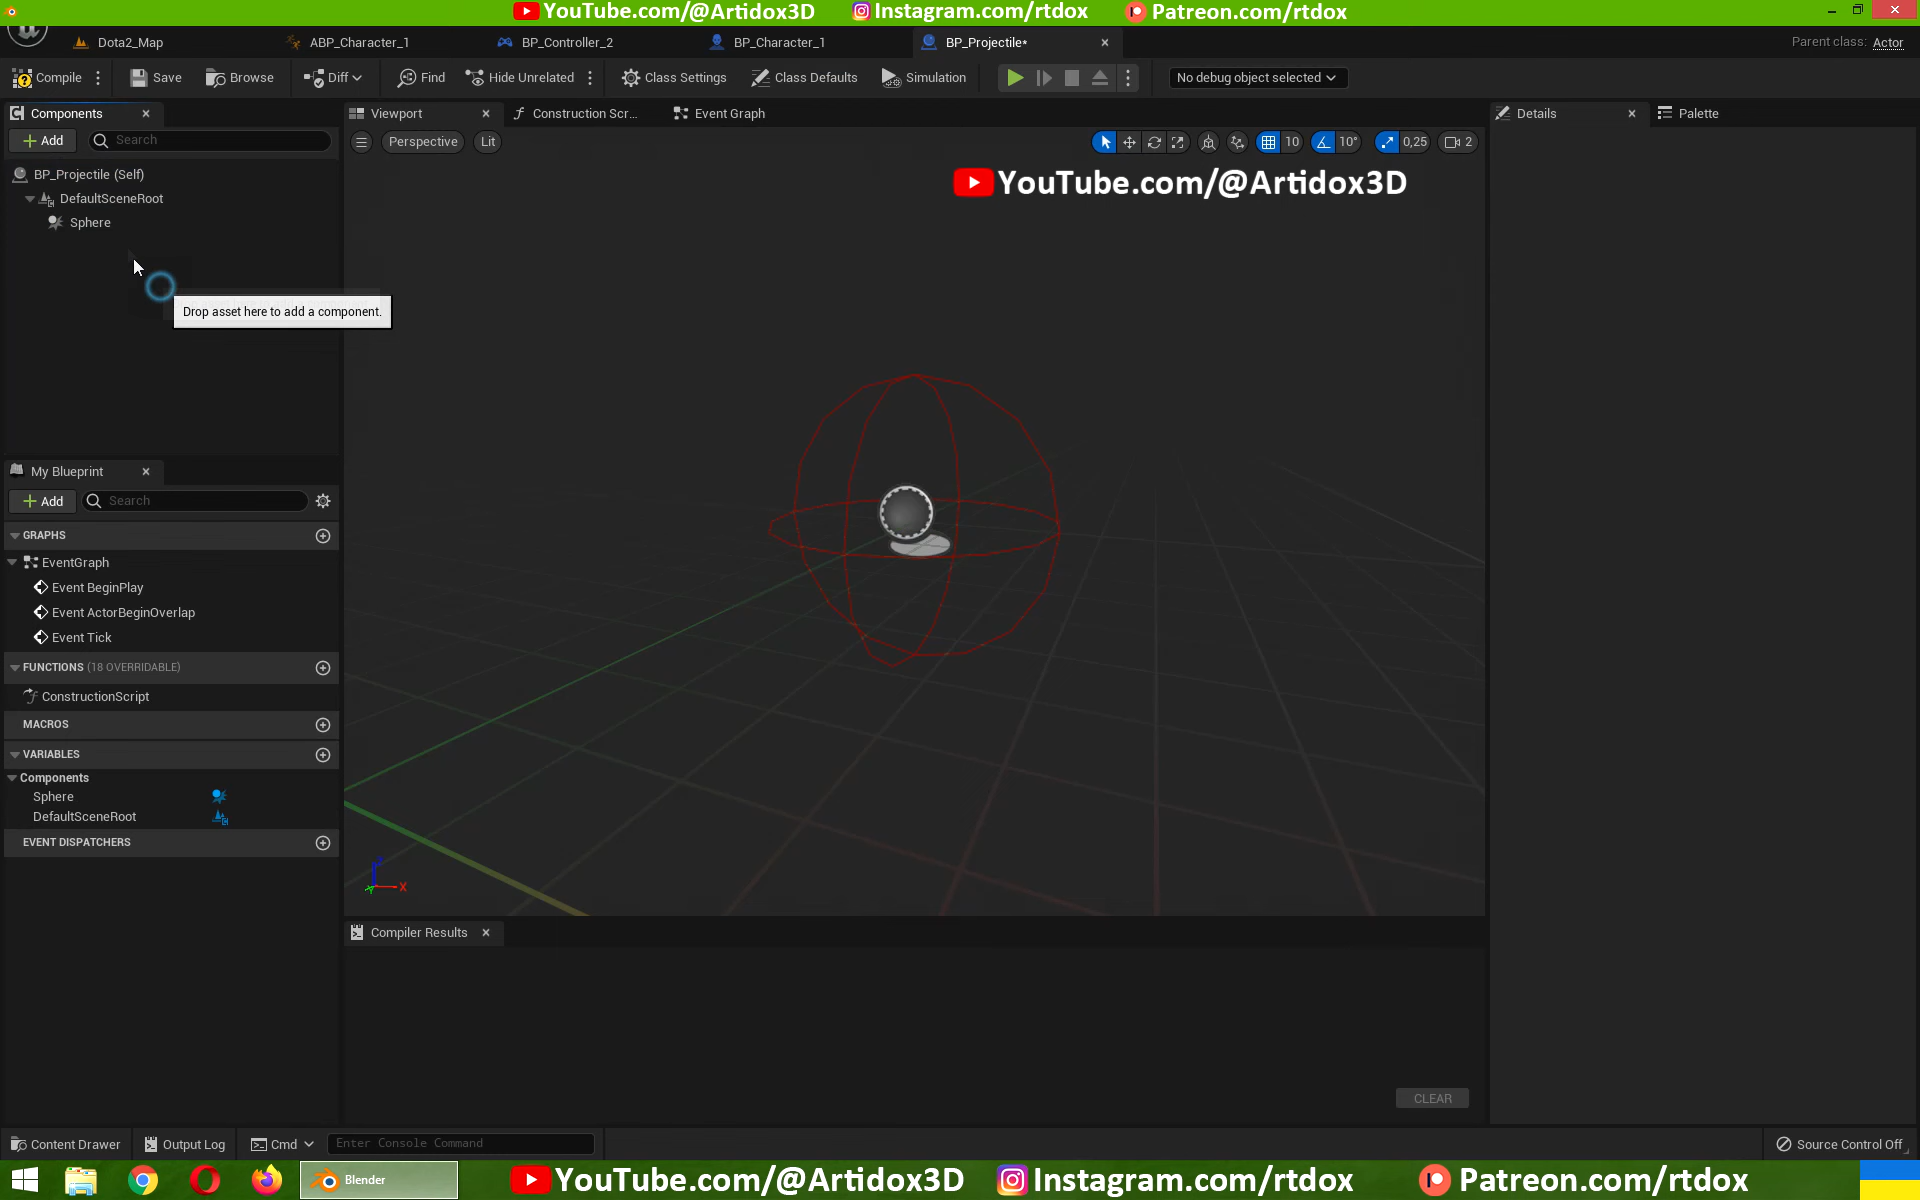 YouTube.com/@Artidox3D Instagram.com/rtdox Patreon.com/rtdox
Dota2_Map ABP_Character_1 BP_Controller_2 BP_Character_1 BP_Projectile* Parent class: Actor
Compile Save Browse Diff Find Hide Unrelated Class Settings Class Defaults Simulation No debug object selected
Components Viewport Construction Scr... Event Graph Details Palette
Add Search Perspective Lit 10 10° 0,25 2
BP_Projectile (Self)
YouTube.com/@Artidox3D
DefaultSceneRoot
Sphere
Drop asset here to add a component.
My Blueprint
Add Search
GRAPHS
EventGraph
Event BeginPlay
Event ActorBeginOverlap
Event Tick
FUNCTIONS (18 OVERRIDABLE)
ConstructionScript
MACROS
VARIABLES
Components
Sphere
DefaultSceneRoot
EVENT DISPATCHERS
X
Compiler Results
CLEAR
Content Drawer Output Log Cmd Enter Console Command Source Control Off
Blender YouTube.com/@Artidox3D Instagram.com/rtdox Patreon.com/rtdox